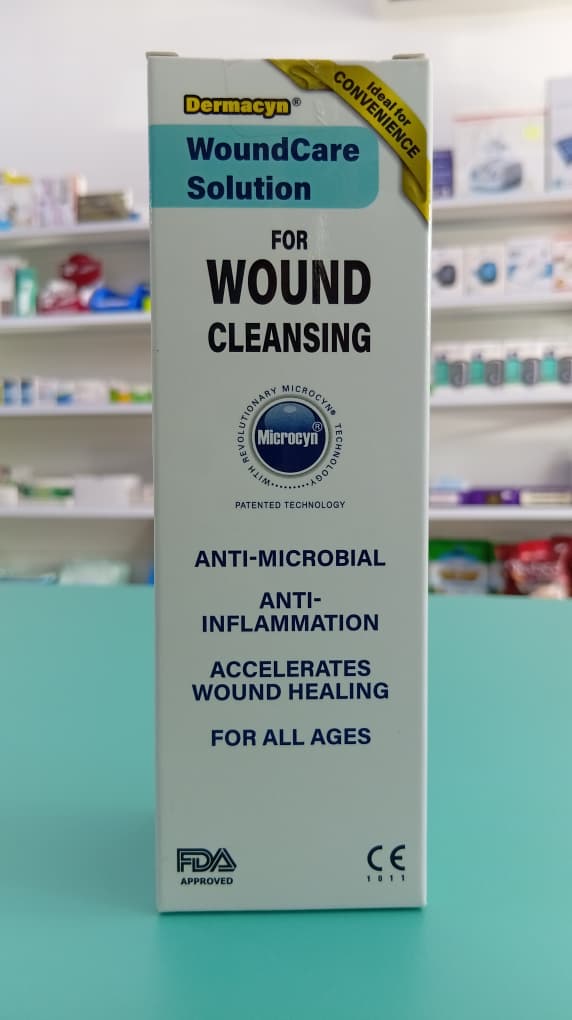 Dermacyn®
Ideal for
CONVENIENCE
WoundCare
Solution
FOR
WOUND
CLEANSING
WITH REVOLUTIONARY MICROCYN® TECHNOLOGY
Microcyn®
PATENTED TECHNOLOGY
ANTI-MICROBIAL
ANTI-
INFLAMMATION
ACCELERATES
WOUND HEALING
FOR ALL AGES
FDA
APPROVED
CE
1011